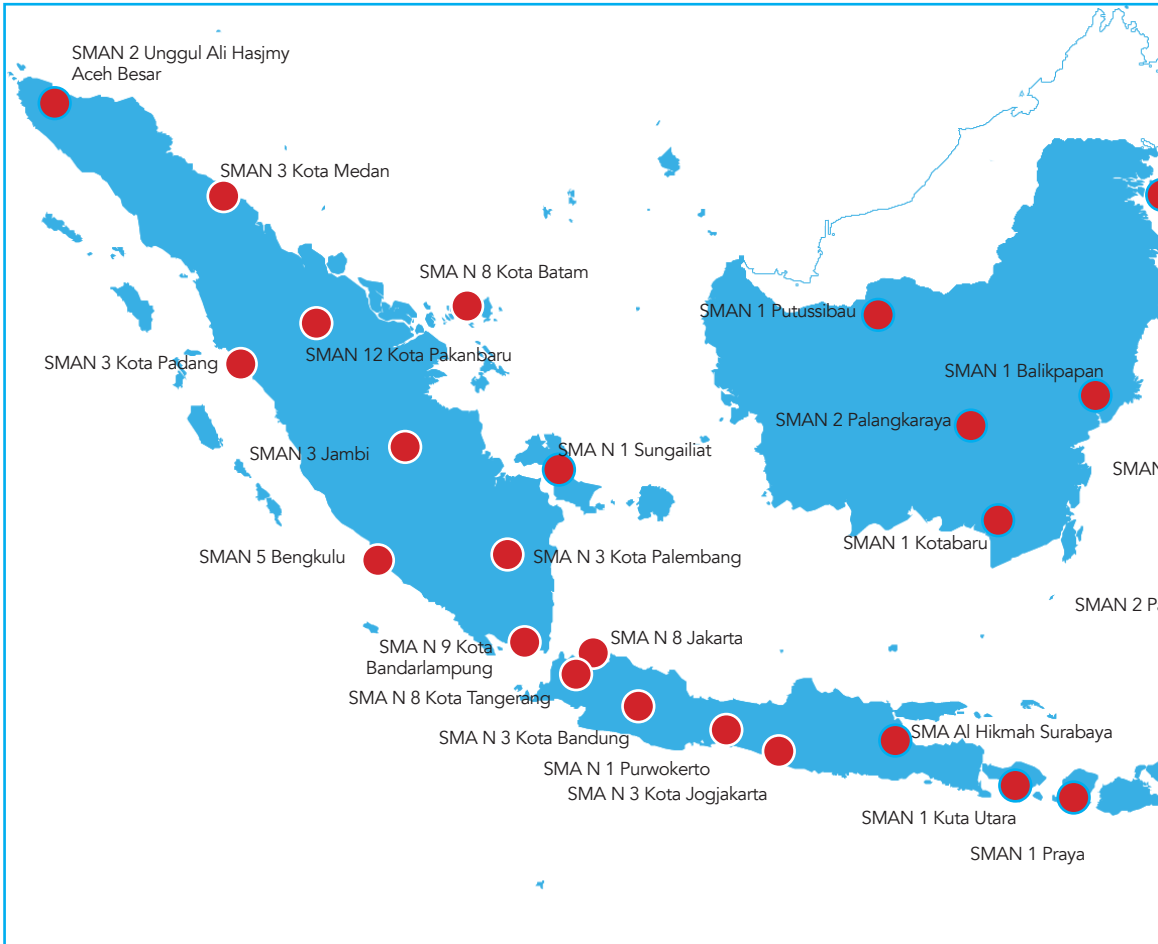 SMAN 2 Unggul Ali Hasjmy
Aceh Besar
SMAN 3 Kota Medan
SMA N 8 Kota Batam
SMAN 1 Putussibau
SMAN 12 Kota Pakanbaru
SMAN 3 Kota Padang
SMAN 1 Balikpapan
SMAN 2 Palangkaraya
SMAN 3 Jambi
SMA N 1 Sungailiat
SMAN
SMAN 1 Kotabaru
SMAN 5 Bengkulu
SMA N 3 Kota Palembang
SMAN 2 Pa
SMA N 9 Kota
Bandarlampung
SMA N 8 Jakarta
SMA N 8 Kota Tangerang
SMA N 3 Kota Bandung
SMA Al Hikmah Surabaya
SMA N 1 Purwokerto
SMA N 3 Kota Jogjakarta
SMAN 1 Kuta Utara
SMAN 1 Praya